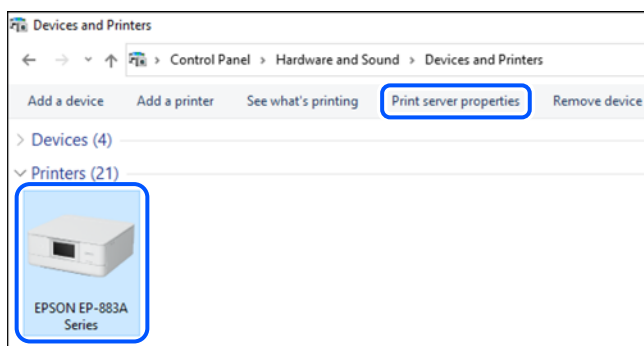 Devices and Printers
Control Panel > Hardware and Sound > Devices and Printers
Add a device Add a printer See what's printing Print server properties Remove device
Devices (4)
Printers (21)
EPSON EP-883A
Series